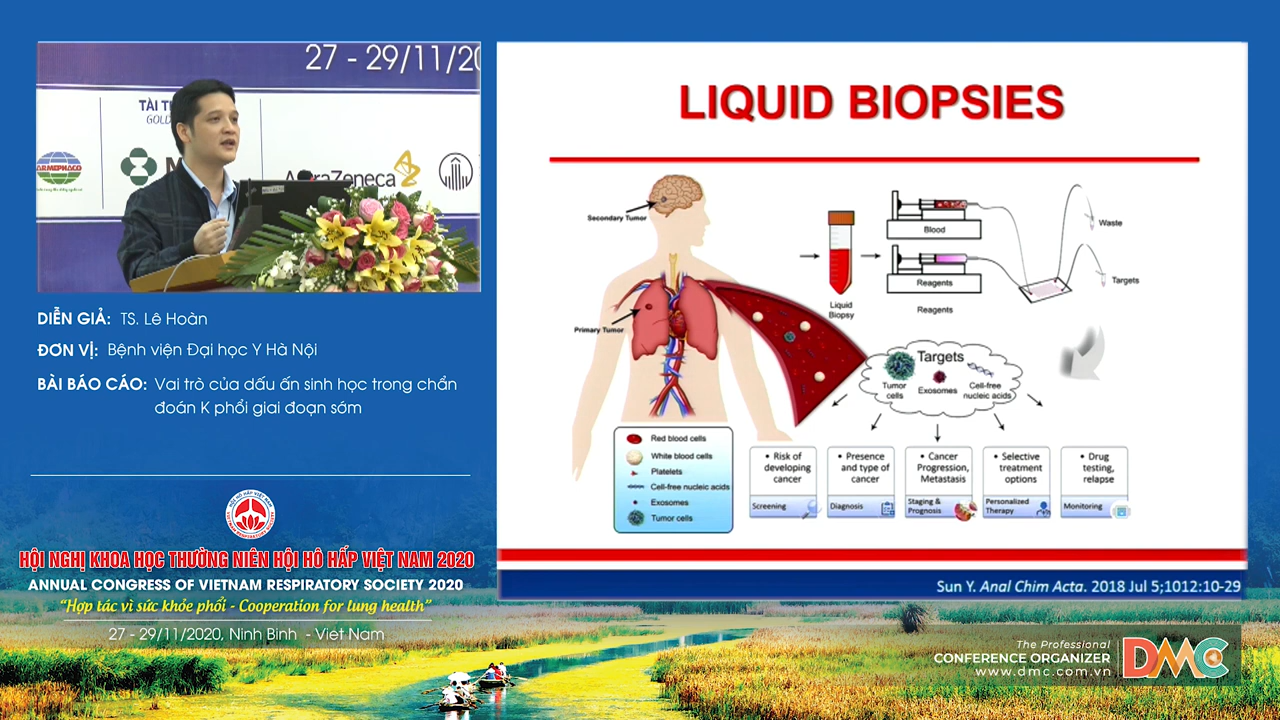 27 - 29/11/20
TÀI T
GOLD
ARMEPHACO
M
AstraZeneca
DIỄN GIẢ: TS. Lê Hoàn
ĐƠN VỊ: Bệnh viện Đại học Y Hà Nội
BÀI BÁO CÁO: Vai trò của dấu ấn sinh học trong chẩn
đoán K phổi giai đoạn sớm
HỘI HÔ HẤP VIỆT NAM
HỘI NGHỊ KHOA HỌC THƯỜNG NIÊN HỘI HÔ HẤP VIỆT NAM 2020
ANNUAL CONGRESS OF VIETNAM RESPIRATORY SOCIETY 2020
“Hợp tác vì sức khỏe phổi - Cooperation for lung health”
27 - 29/11/2020, Ninh Binh - Viet Nam
LIQUID BIOPSIES
Secondary Tumor
Primary Tumor
Liquid
Biopsy
Blood
Reagents
Reagents
Waste
Targets
Targets
Tumor
cells
Exosomes
Cell-free
nucleic acids
Red blood cells
White blood cells
Platelets
Cell-free nucleic acids
Exosomes
Tumor cells
• Risk of
developing
cancer
Screening
• Presence
and type of
cancer
Diagnosis
• Cancer
Progression,
Metastasis
Staging &
Prognosis
• Selective
treatment
options
Personalized
Therapy
• Drug
testing,
relapse
Monitoring
Sun Y. Anal Chim Acta. 2018 Jul 5;1012:10-29
The Professional
CONFERENCE ORGANIZER
www.dmc.com.vn
DMC